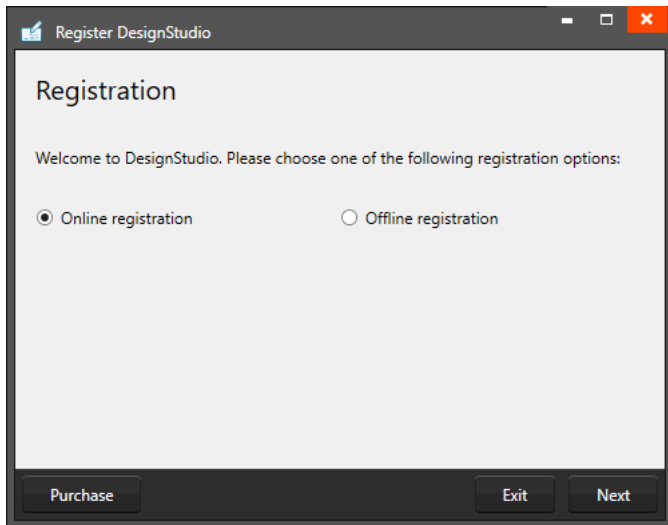 Register DesignStudio
Registration
Welcome to DesignStudio. Please choose one of the following registration options:
Online registration
Offline registration
Purchase
Exit
Next